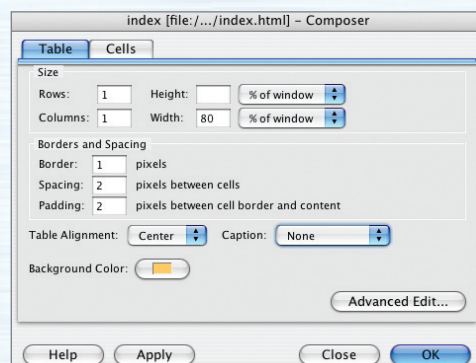 index [file:/.../index.html] – Composer
Table Cells
Size
Rows: 1 Height: % of window
Columns: 1 Width: 80 % of window
Borders and Spacing
Border: 1 pixels
Spacing: 2 pixels between cells
Padding: 2 pixels between cell border and content
Table Alignment: Center Caption: None
Background Color:
Advanced Edit...
Help Apply Close OK